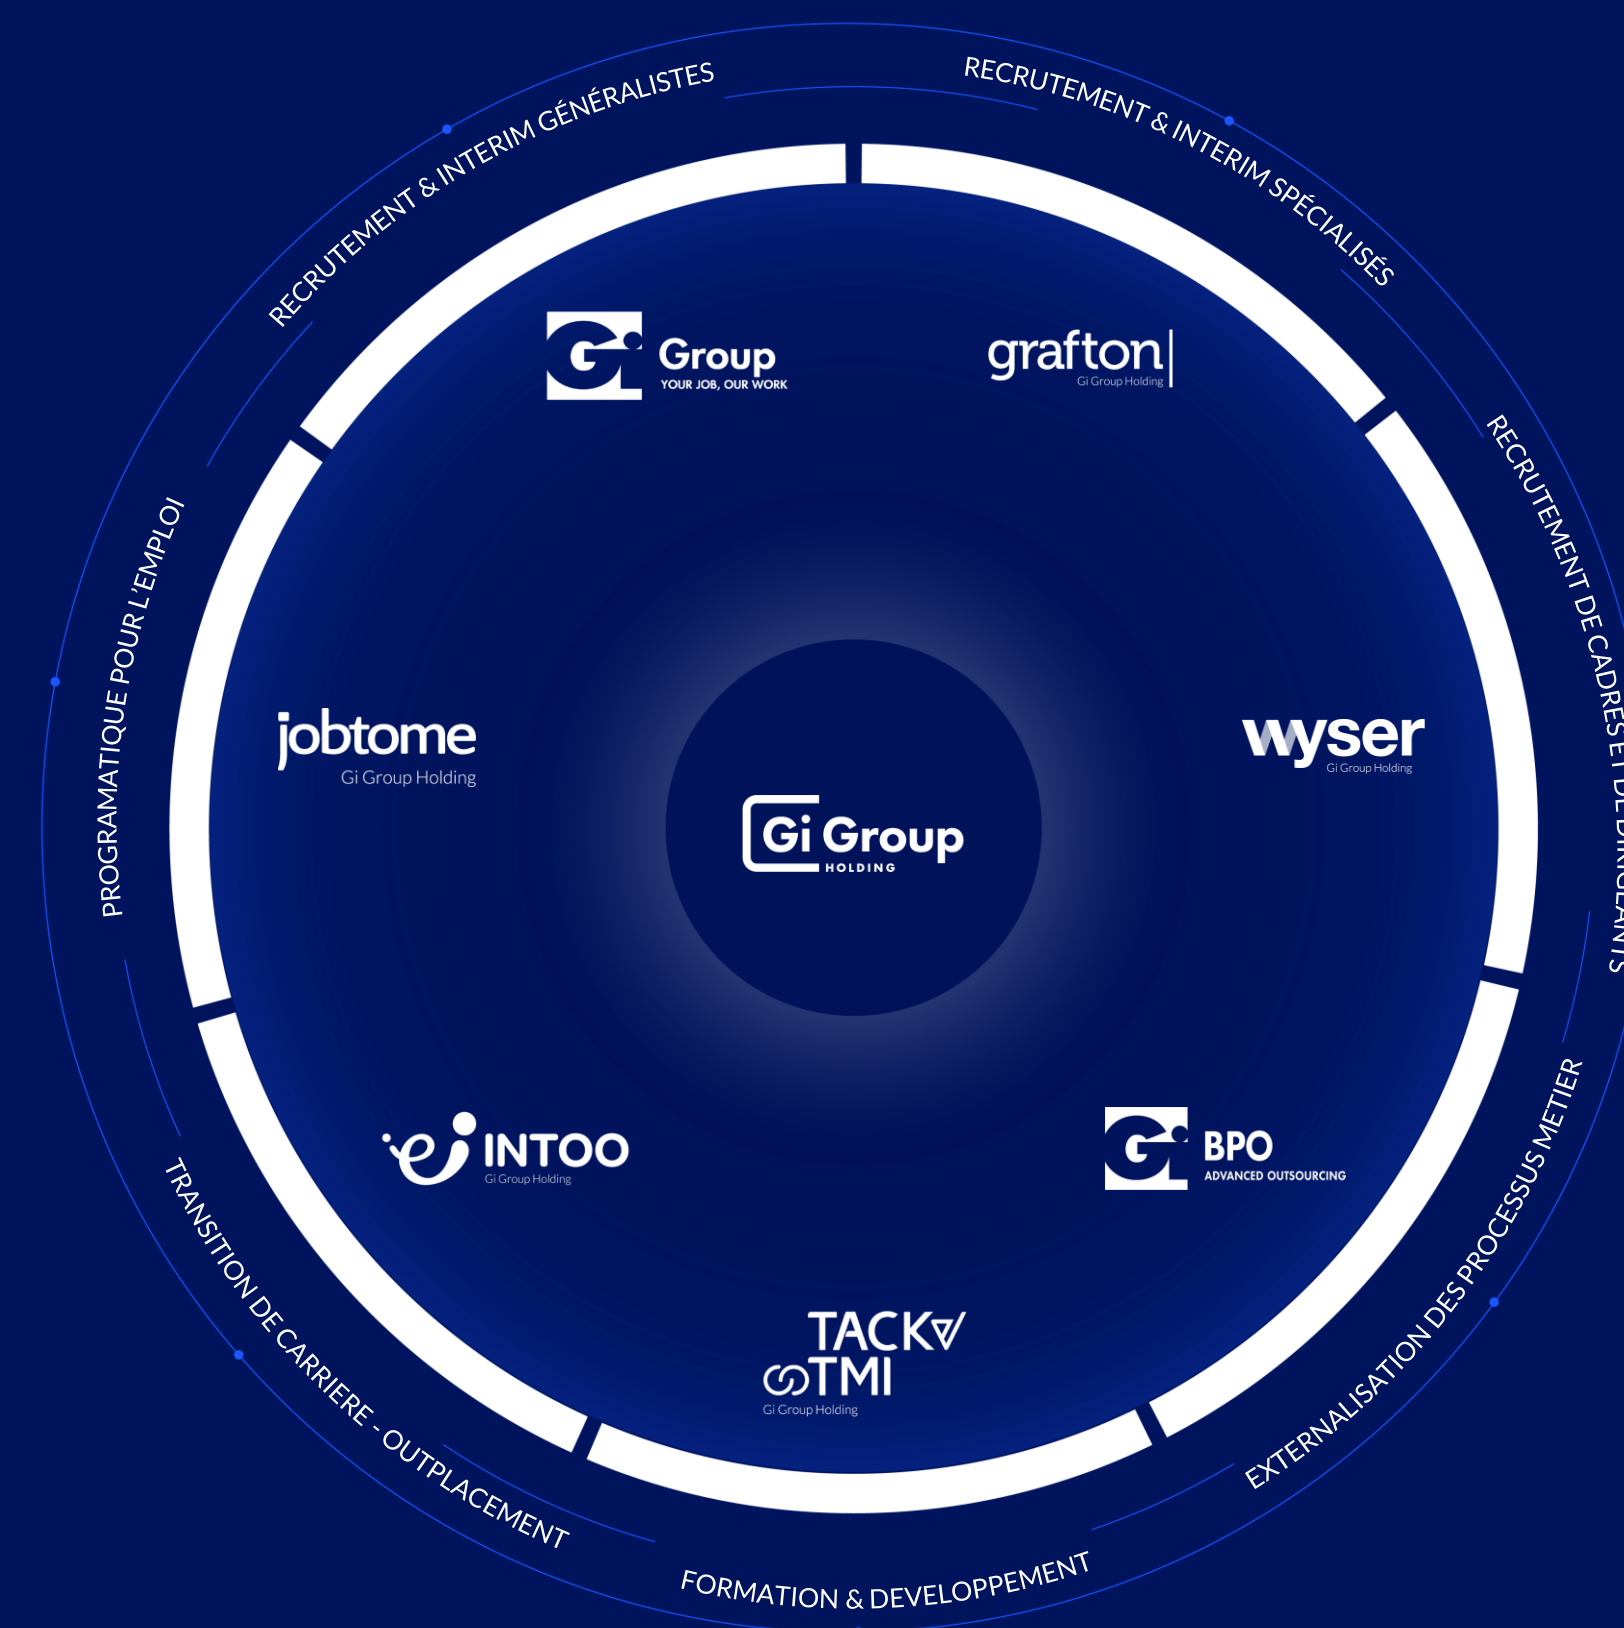 RECRUTEMENT & INTERIM GÉNÉRALISTES
RECRUTEMENT & INTERIM SPÉCIALISÉS
RECRUTEMENT DE CADRES ET DE DIRIGEANTS
EXTERNALISATION DES PROCESSUS METIER
FORMATION & DEVELOPPEMENT
TRANSITION DE CARRIERE - OUTPLACEMENT
PROGRAMATIQUE POUR L'EMPLOI
Gi Group
YOUR JOB, OUR WORK
grafton
Gi Group Holding
jobtome
Gi Group Holding
wyser
Gi Group Holding
Gi Group
HOLDING
INTOO
Gi Group Holding
Gi BPO
ADVANCED OUTSOURCING
TACK
TMI
Gi Group Holding